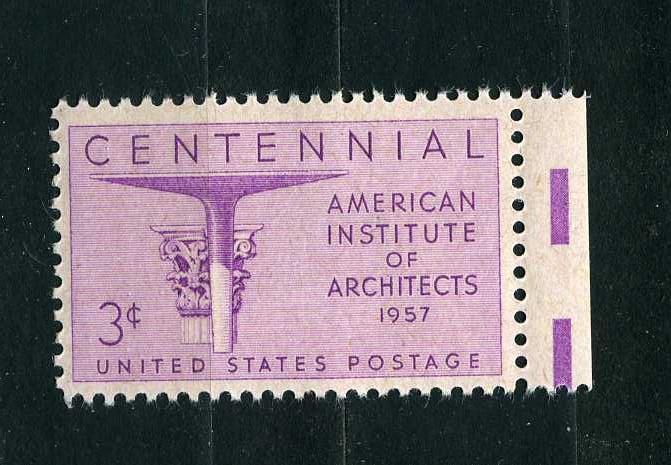 CENTENNIAL
AMERICAN
INSTITUTE
OF
ARCHITECTS
1957
3¢
UNITED STATES POSTAGE